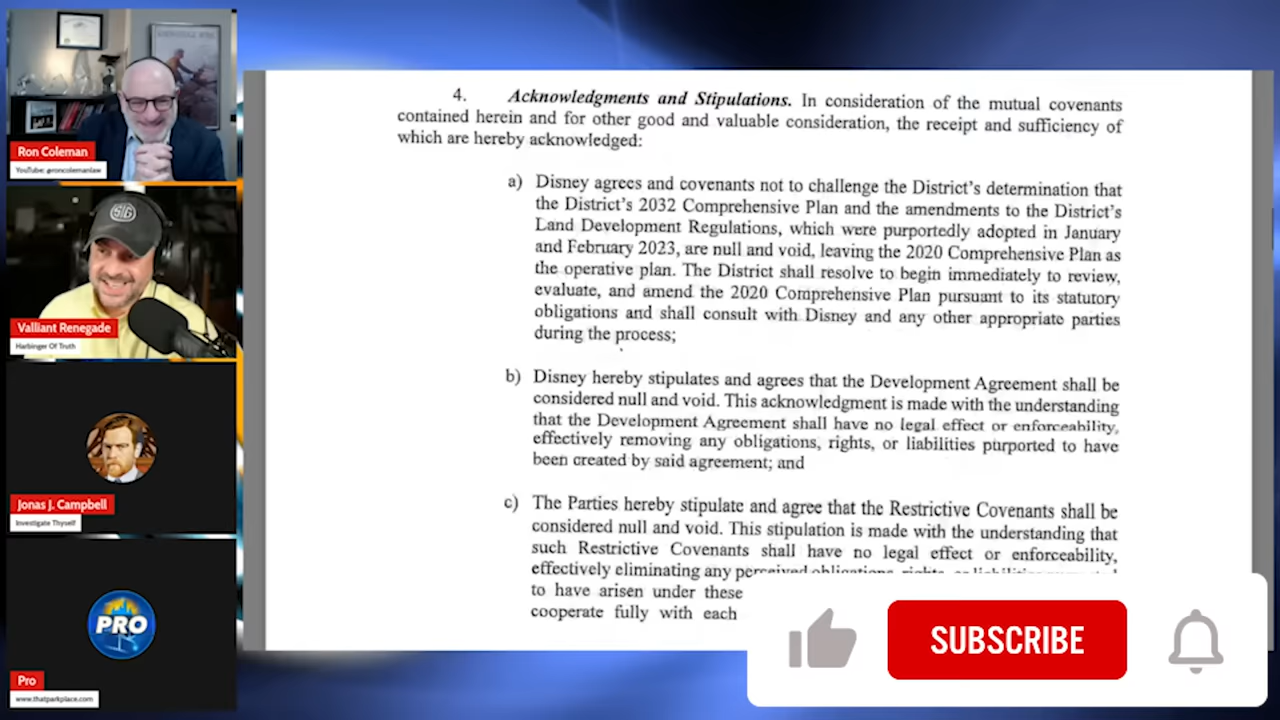 Ron Coleman
YouTube: @roncolemanlaw
SIG
Valliant Renegade
Harbinger Of Truth
Jonas J. Campbell
Investigate Thyself
PRO
Pro
www.thatparkplace.com
4. Acknowledgments and Stipulations. In consideration of the mutual covenants
contained herein and for other good and valuable consideration, the receipt and sufficiency of
which are hereby acknowledged:
a) Disney agrees and covenants not to challenge the District's determination that
the District's 2032 Comprehensive Plan and the amendments to the District's
Land Development Regulations, which were purportedly adopted in January
and February 2023, are null and void, leaving the 2020 Comprehensive Plan as
the operative plan. The District shall resolve to begin immediately to review,
evaluate, and amend the 2020 Comprehensive Plan pursuant to its statutory
obligations and shall consult with Disney and any other appropriate parties
during the process;
b) Disney hereby stipulates and agrees that the Development Agreement shall be
considered null and void. This acknowledgment is made with the understanding
that the Development Agreement shall have no legal effect or enforceability,
effectively removing any obligations, rights, or liabilities purported to have
been created by said agreement; and
c) The Parties hereby stipulate and agree that the Restrictive Covenants shall be
considered null and void. This stipulation is made with the understanding that
such Restrictive Covenants shall have no legal effect or enforceability,
effectively eliminating any perceived obligations, rights, or liabilities
to have arisen under these
cooperate fully with each
SUBSCRIBE